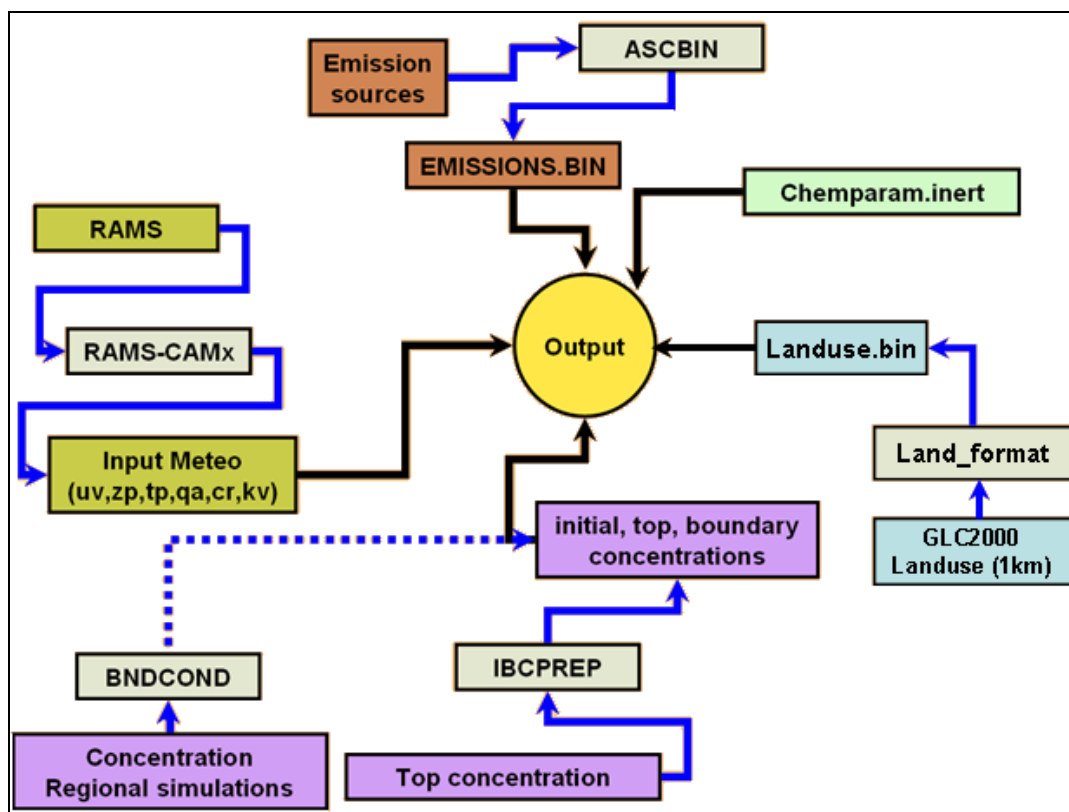 Emission
sources
ASCBIN
EMISSIONS.BIN
Chemparam.inert
RAMS
RAMS-CAMx
Output
Landuse.bin
Input Meteo
(uv,zp,tp,qa,cr,kv)
Land_format
initial, top, boundary
concentrations
GLC2000
Landuse (1km)
BNDCOND
IBCPREP
Concentration
Regional simulations
Top concentration